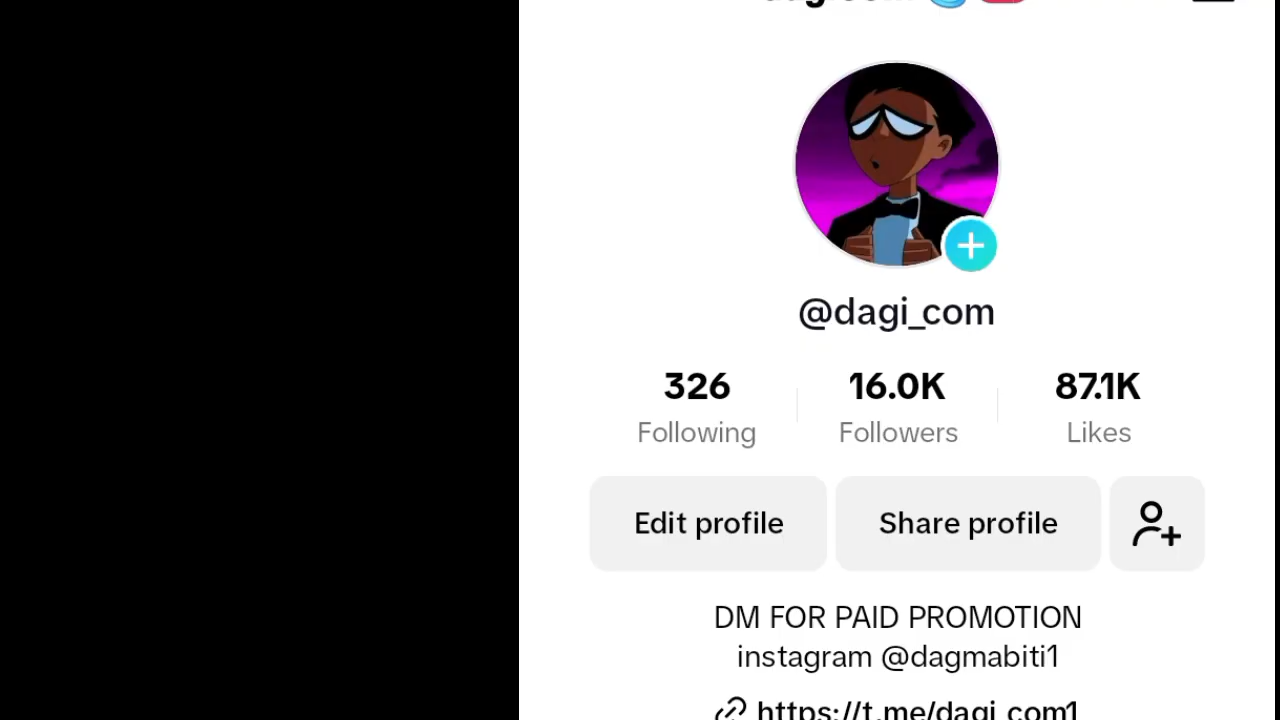 @dagi_com
326 16.0K 87.1K
Following Followers Likes
Edit profile Share profile
DM FOR PAID PROMOTION
instagram @dagmabiti1
https://t.me/dagi_com1